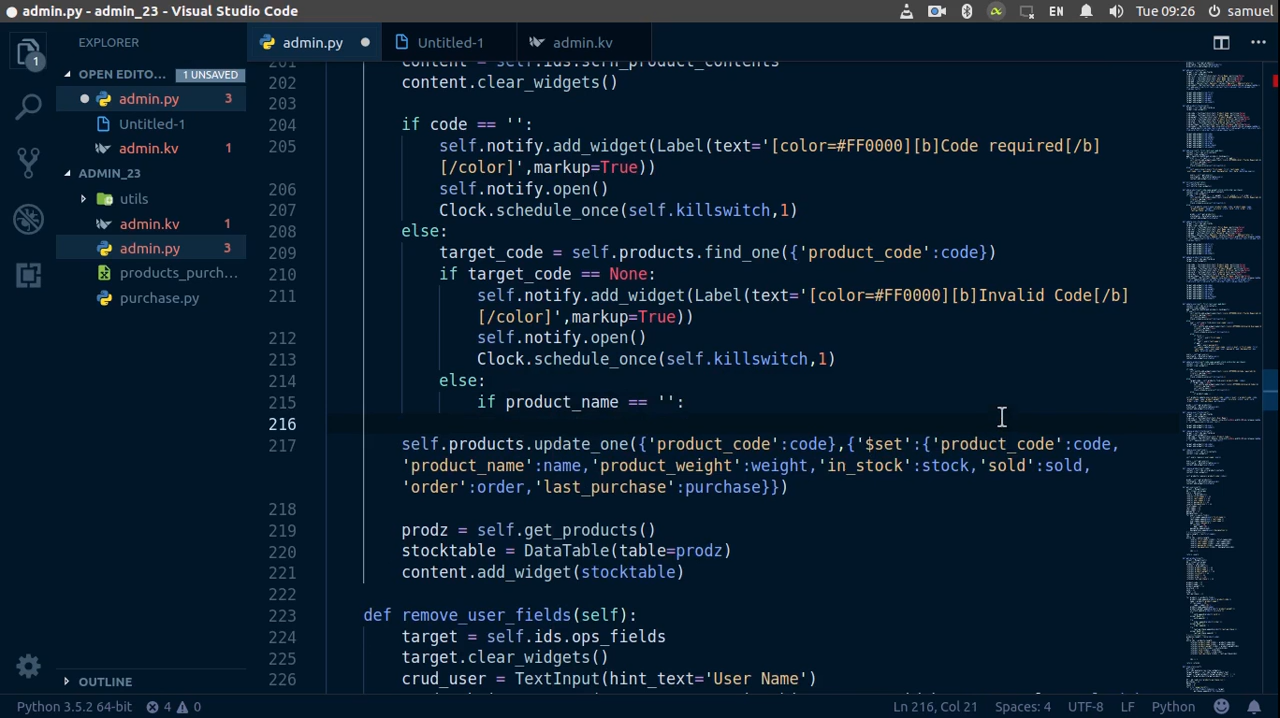 admin.py - admin_23 - Visual Studio Code
EN
Tue 09:26
samuel
EXPLORER
admin.py
Untitled-1
admin.kv
OPEN EDITO...
1 UNSAVED
admin.py 3
Untitled-1
admin.kv 1
ADMIN_23
utils
admin.kv 1
admin.py 3
products_purch...
purchase.py
OUTLINE
1
201 content = self.ids.scrn_product_contents
202 content.clear_widgets()
203
204 if code == '':
205 self.notify.add_widget(Label(text='[color=#FF0000][b]Code required[/b]
[/color]',markup=True))
206 self.notify.open()
207 Clock.schedule_once(self.killswitch,1)
208 else:
209 target_code = self.products.find_one({'product_code':code})
210 if target_code == None:
211 self.notify.add_widget(Label(text='[color=#FF0000][b]Invalid Code[/b]
[/color]',markup=True))
212 self.notify.open()
213 Clock.schedule_once(self.killswitch,1)
214 else:
215 if product_name == '':
216
217 self.products.update_one({'product_code':code},{'$set':{'product_code':code,
'product_name':name,'product_weight':weight,'in_stock':stock,'sold':sold,
'order':order,'last_purchase':purchase}})
218
219 prodz = self.get_products()
220 stocktable = DataTable(table=prodz)
221 content.add_widget(stocktable)
222
223 def remove_user_fields(self):
224 target = self.ids.ops_fields
225 target.clear_widgets()
226 crud_user = TextInput(hint_text='User Name')
Python 3.5.2 64-bit
4
0
Ln 216, Col 21
Spaces: 4
UTF-8
LF
Python